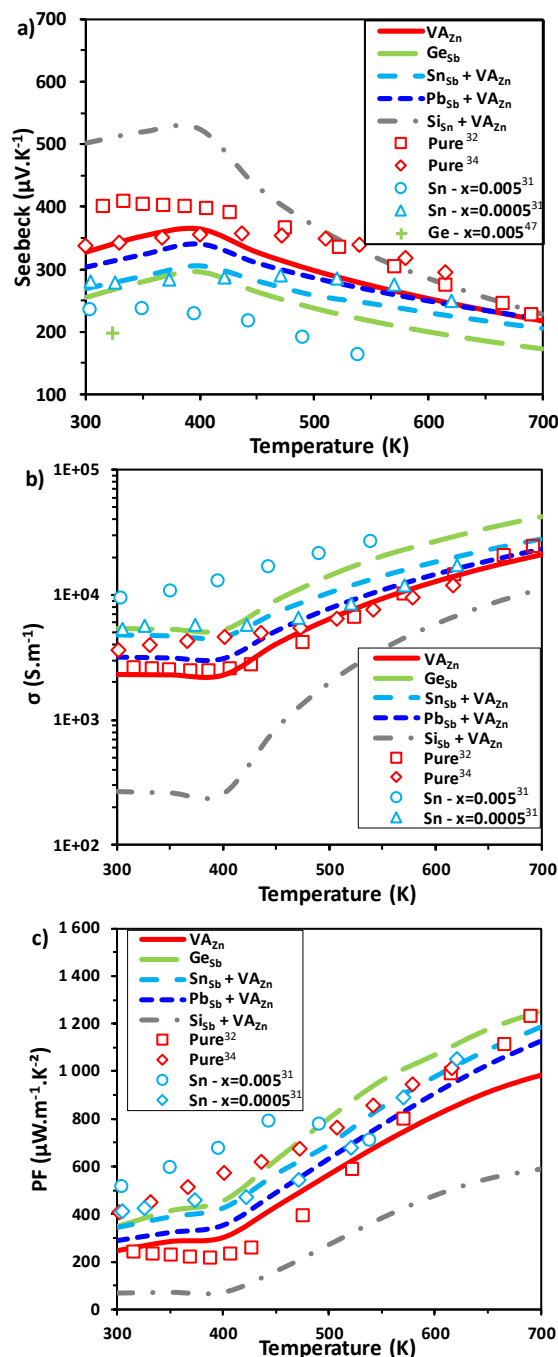 a)
700
600
500
400
300
200
100
Seebeck (µV.K⁻¹)
VA_Zn
Ge_Sb
Sn_Sb + VA_Zn
Pb_Sb + VA_Zn
Si_Sn + VA_Zn
Pure³²
Pure³⁴
Sn - x=0.005³¹
Sn - x=0.0005³¹
Ge - x=0.005⁴⁷
300 400 500 600 700
Temperature (K)
b)
1E+05
1E+04
1E+03
1E+02
σ (S.m⁻¹)
VA_Zn
Ge_Sb
Sn_Sb + VA_Zn
Pb_Sb + VA_Zn
Si_Sb + VA_Zn
Pure³²
Pure³⁴
Sn - x=0.005³¹
Sn - x=0.0005³¹
300 400 500 600 700
Temperature (K)
c)
1 600
1 400
1 200
1 000
800
600
400
200
0
PF (µW.m⁻¹.K⁻²)
VA_Zn
Ge_Sb
Sn_Sb + VA_Zn
Pb_Sb + VA_Zn
Si_Sb + VA_Zn
Pure³²
Pure³⁴
Sn - x=0.005³¹
Sn - x=0.0005³¹
300 400 500 600 700
Temperature (K)